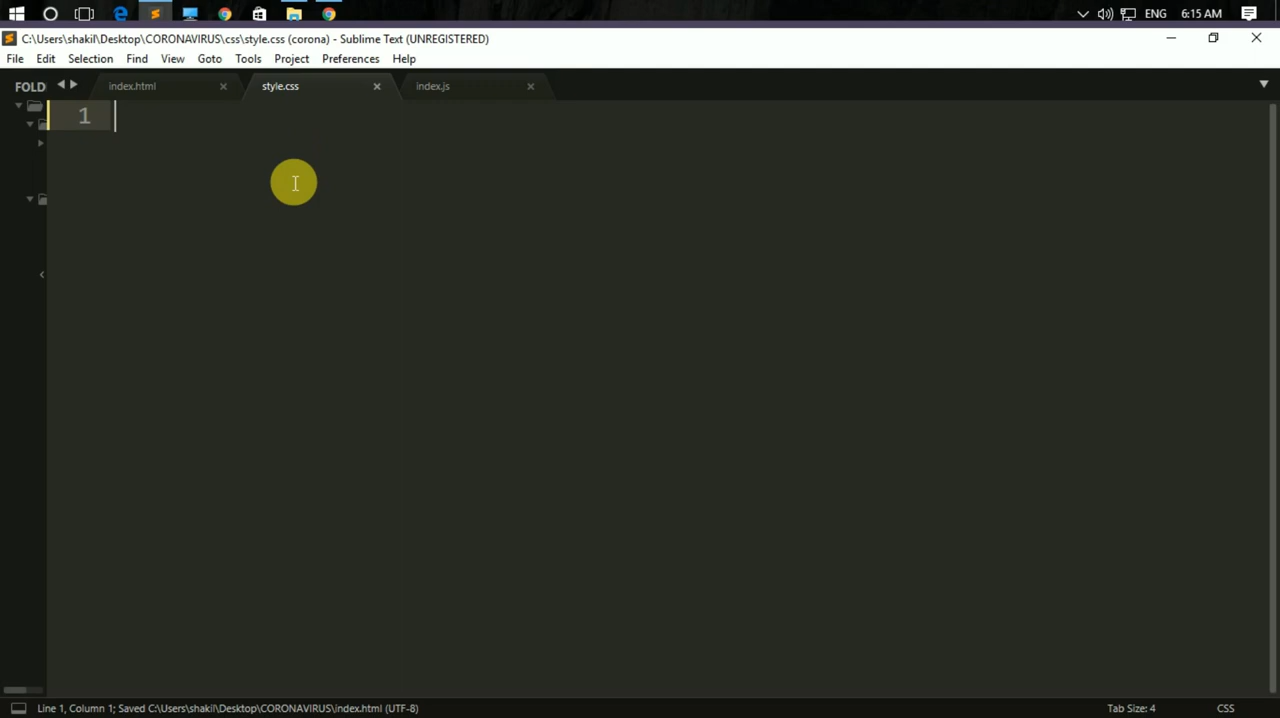 ENG 6:15 AM
C:\Users\shakil\Desktop\CORONAVIRUS\css\style.css (corona) - Sublime Text (UNREGISTERED)
File Edit Selection Find View Goto Tools Project Preferences Help
FOLD index.html style.css index.js
1
Line 1, Column 1; Saved C:\Users\shakil\Desktop\CORONAVIRUS\index.html (UTF-8) Tab Size: 4 CSS